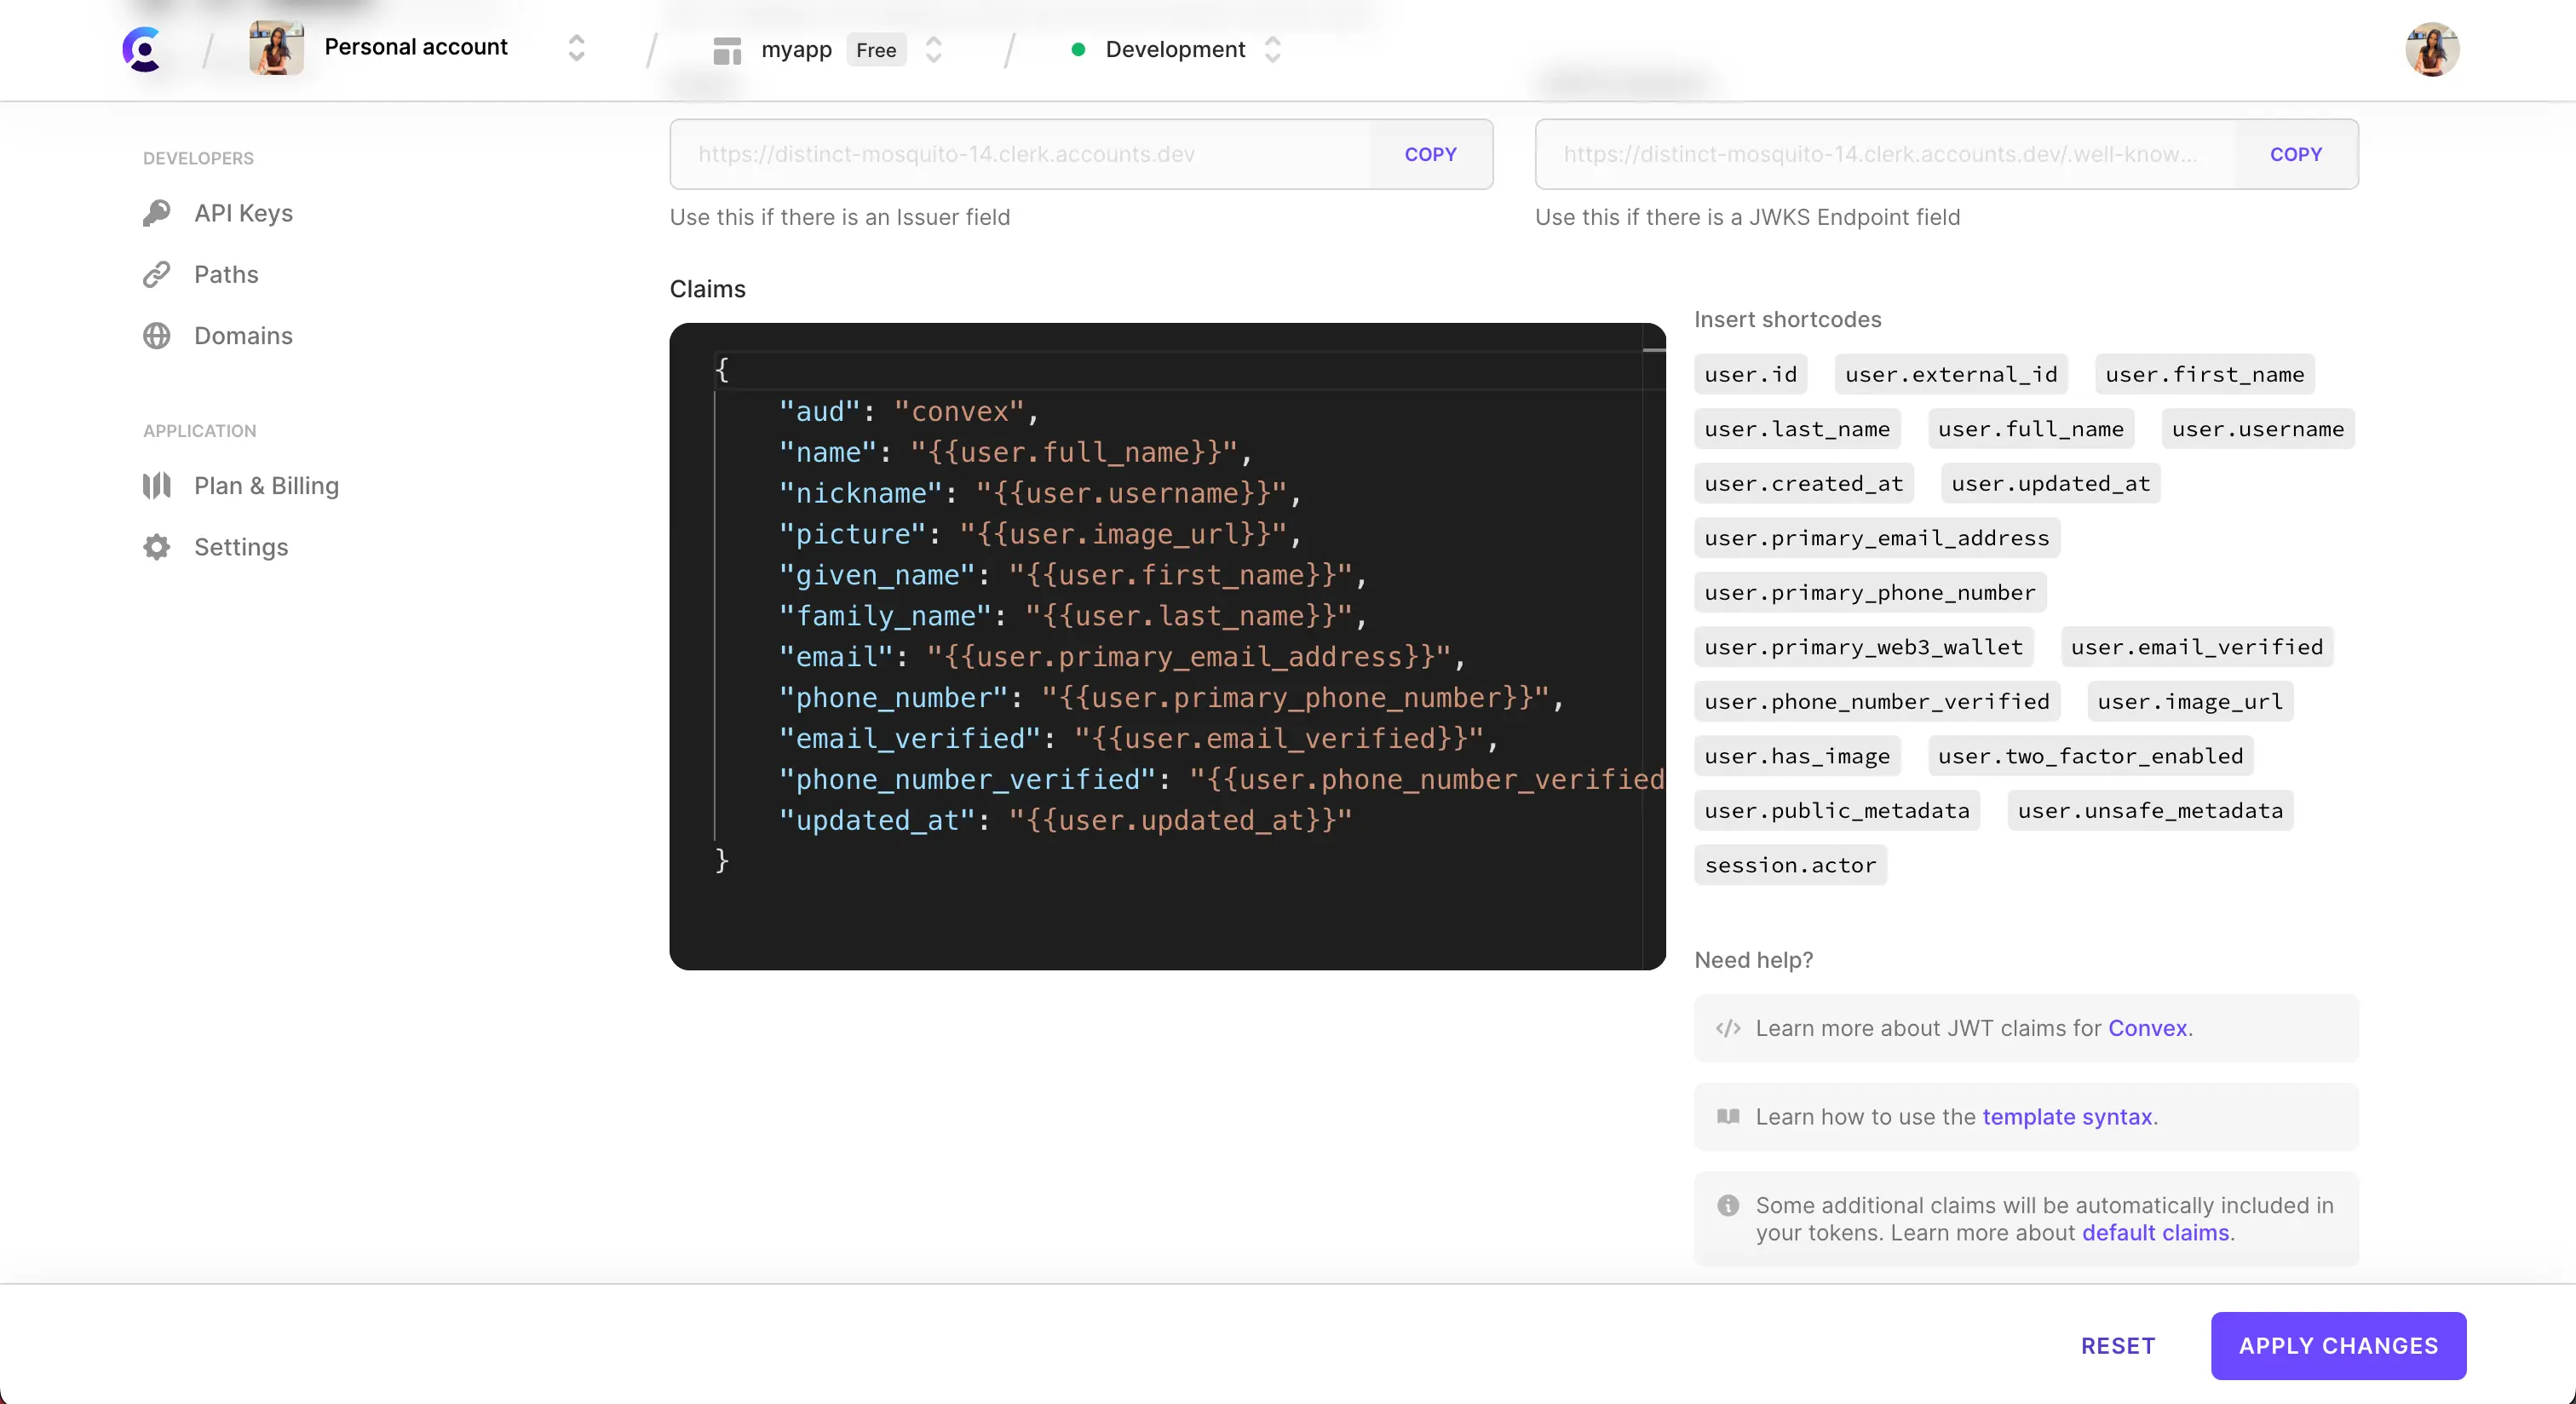 Personal account
myapp Free
Development
DEVELOPERS
API Keys
Paths
Domains
APPLICATION
Plan & Billing
Settings
https://distinct-mosquito-14.clerk.accounts.dev COPY
Use this if there is an Issuer field
https://distinct-mosquito-14.clerk.accounts.dev/.well-know... COPY
Use this if there is a JWKS Endpoint field
Claims
{
"aud": "convex",
"name": "{{user.full_name}}",
"nickname": "{{user.username}}",
"picture": "{{user.image_url}}",
"given_name": "{{user.first_name}}",
"family_name": "{{user.last_name}}",
"email": "{{user.primary_email_address}}",
"phone_number": "{{user.primary_phone_number}}",
"email_verified": "{{user.email_verified}}",
"phone_number_verified": "{{user.phone_number_verified
"updated_at": "{{user.updated_at}}"
}
Insert shortcodes
user.id user.external_id user.first_name
user.last_name user.full_name user.username
user.created_at user.updated_at
user.primary_email_address
user.primary_phone_number
user.primary_web3_wallet user.email_verified
user.phone_number_verified user.image_url
user.has_image user.two_factor_enabled
user.public_metadata user.unsafe_metadata
session.actor
Need help?
Learn more about JWT claims for Convex.
Learn how to use the template syntax.
Some additional claims will be automatically included in
your tokens. Learn more about default claims.
RESET
APPLY CHANGES